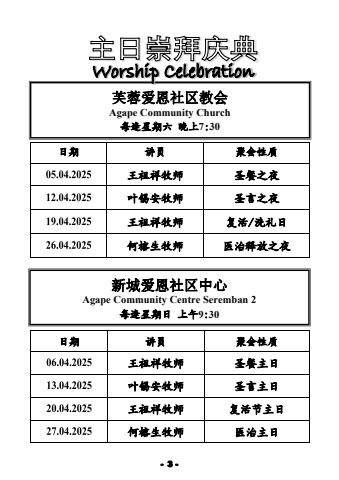 主日崇拜庆典
Worship Celebration
芙蓉爱恩社区教会
Agape Community Church
每逢星期六 晚上7:30
日期 讲员 聚会性质
05.04.2025 王祖祥牧师 圣餐之夜
12.04.2025 叶锡安牧师 圣言之夜
19.04.2025 王祖祥牧师 复活/洗礼日
26.04.2025 何榕生牧师 医治释放之夜
新城爱恩社区中心
Agape Community Centre Seremban 2
每逢星期日 上午9:30
日期 讲员 聚会性质
06.04.2025 王祖祥牧师 圣餐主日
13.04.2025 叶锡安牧师 圣言主日
20.04.2025 王祖祥牧师 复活节主日
27.04.2025 何榕生牧师 医治主日
- 3 -